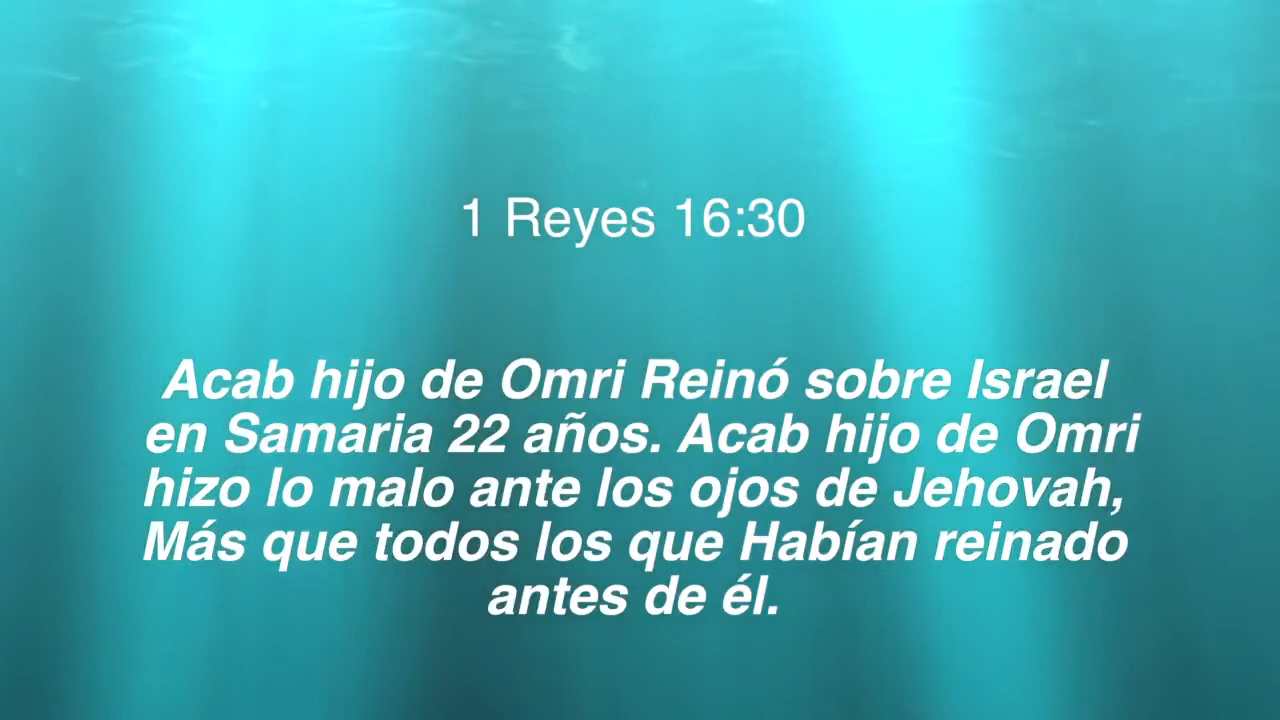 1 Reyes 16:30
Acab hijo de Omri Reinó sobre Israel
en Samaria 22 años. Acab hijo de Omri
hizo lo malo ante los ojos de Jehovah,
Más que todos los que Habían reinado
antes de él.